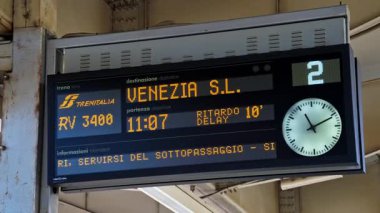 treno
destinazione
VENEZIA S.L.
2
TRENITALIA
partenza
RV 3400
11:07
RITARDO 10'
DELAY
informazioni
RI. SERVIRSI DEL SOTTOPASSAGGIO - SI